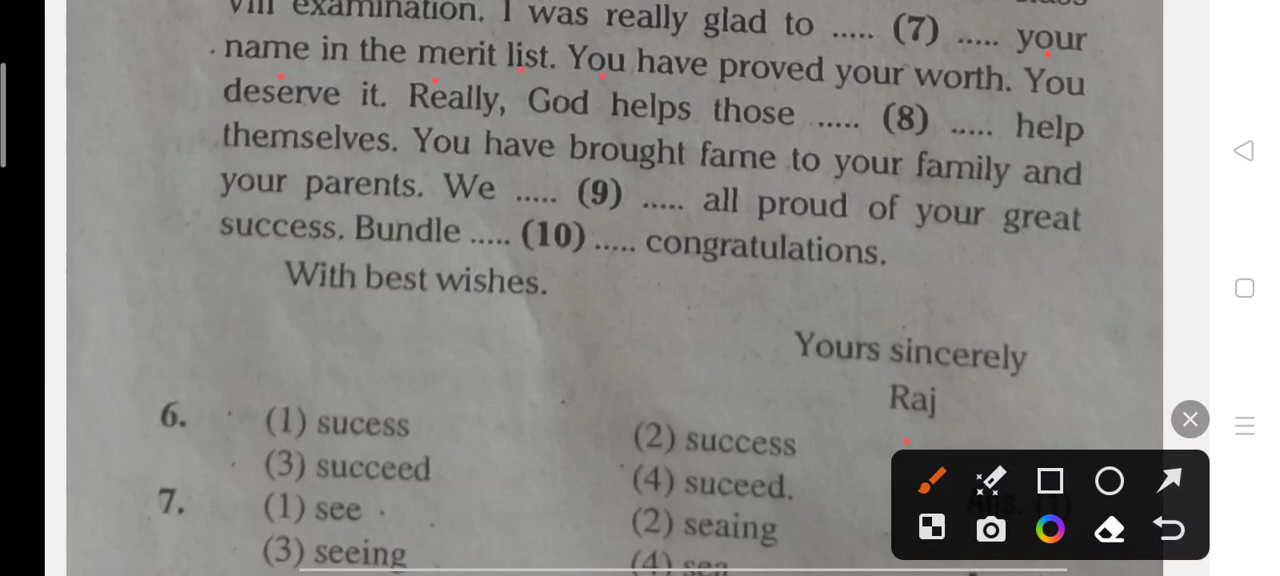 VIII examination. I was really glad to ..... (7) ..... your
name in the merit list. You have proved your worth. You
deserve it. Really, God helps those ..... (8) ..... help
themselves. You have brought fame to your family and
your parents. We ..... (9) ..... all proud of your great
success. Bundle ..... (10) ..... congratulations.
With best wishes.
Yours sincerely
Raj
6. (1) sucess (2) success
(3) succeed (4) suceed.
7. (1) see (2) seaing
(3) seeing (4) sea